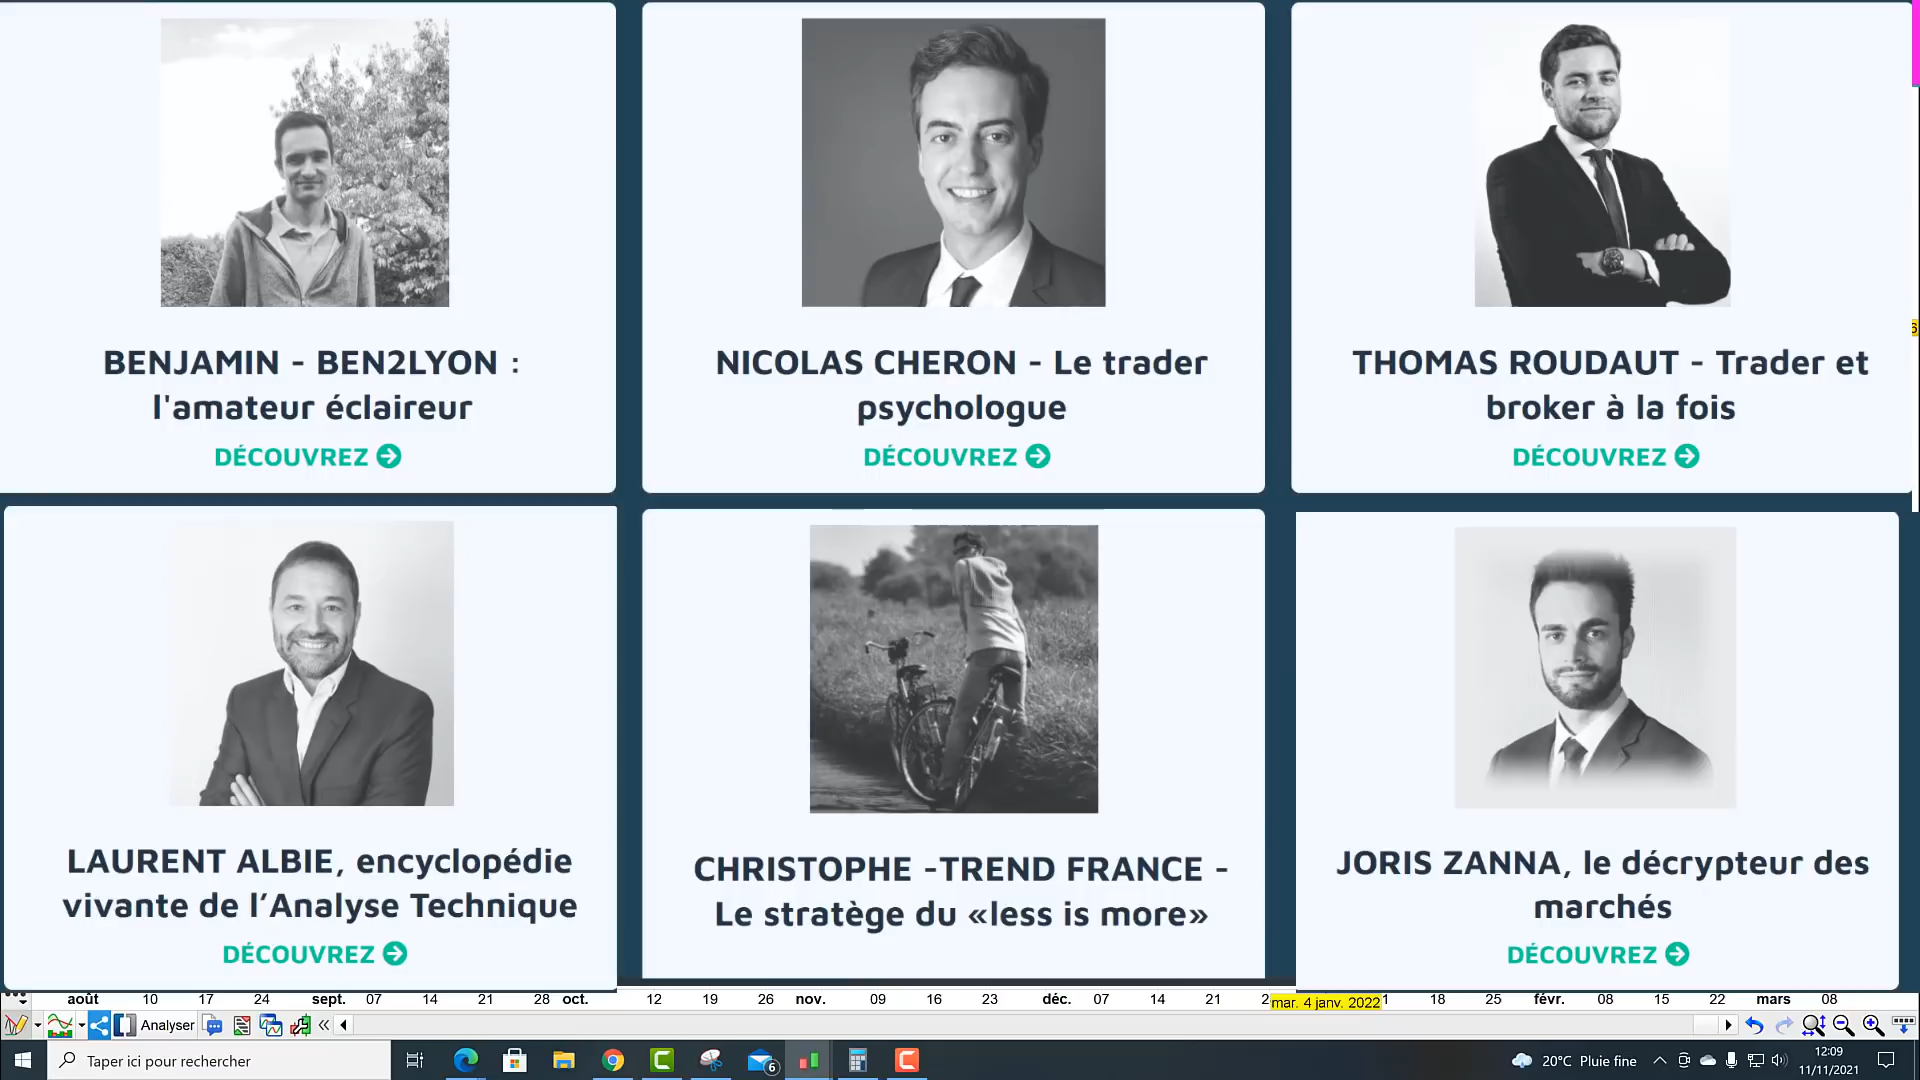 BENJAMIN - BEN2LYON :
l'amateur éclaireur
DÉCOUVREZ
NICOLAS CHERON - Le trader
psychologue
DÉCOUVREZ
THOMAS ROUDAUT - Trader et
broker à la fois
DÉCOUVREZ
LAURENT ALBIE, encyclopédie
vivante de l’Analyse Technique
DÉCOUVREZ
CHRISTOPHE -TREND FRANCE -
Le stratège du «less is more»
JORIS ZANNA, le décrypteur des
marchés
DÉCOUVREZ
août 10 17 24 sept. 07 14 21 28 oct. 12 19 26 nov. 09 16 23 déc. 07 14 21 2 mar. 4 janv. 2022 1 18 25 févr. 08 15 22 mars 08
Analyser
Taper ici pour rechercher
6
20°C Pluie fine
12:09
11/11/2021